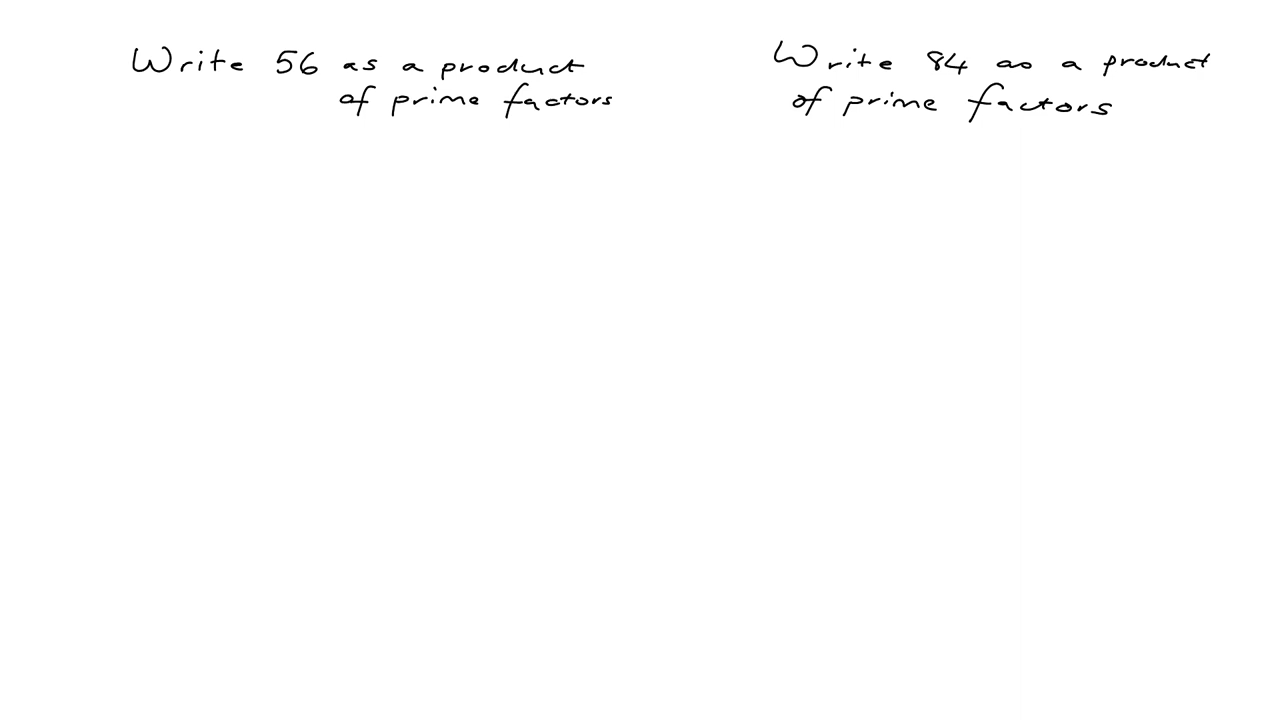 Write 56 as a product
of prime factors
Write 84 as a product
of prime factors